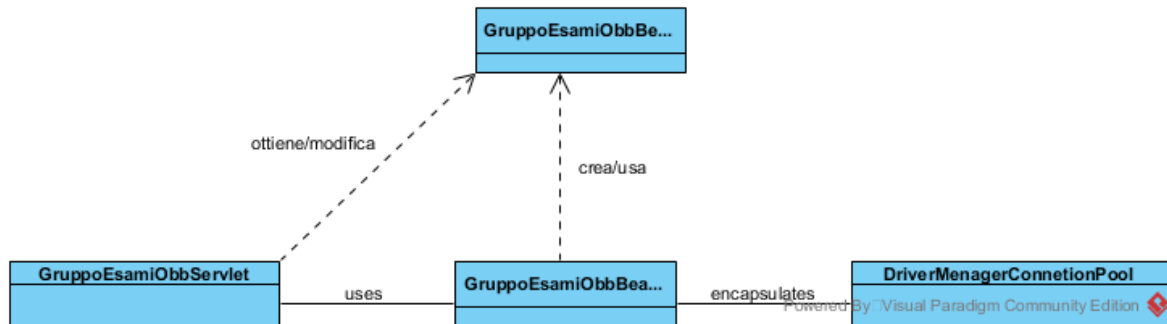 GruppoEsamiObbBe...
ottiene/modifica
crea/usa
GruppoEsamiObbServlet
uses
GruppoEsamiObbBea...
encapsulates
DriverMenagerConnetionPool
Powered By Visual Paradigm Community Edition